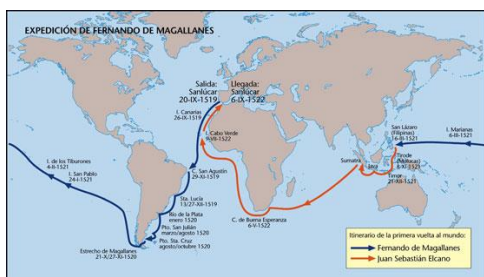 EXPEDICIÓN DE FERNANDO DE MAGALLANES
Salida:
Sanlúcar
20-IX-1519
Llegada:
Sanlúcar
6-IX-1522
I. Canarias
26-IX-1519
Cabo Verde
9-VII-1522
San Lázaro
(Filipinas)
16-III-1521
I. Marianas
6-III-1521
I. de los Tiburones
4-II-1521
I. San Pablo
24-I-1521
C. San Agustín
29-XI-1519
Sumatra
Java
Tidore
(Molucas)
8-XI-1521
Timor
Sta. Lucía
13/27-XII-1519
Río de la Plata
enero 1520
Pto. San Julián
marzo/agosto 1520
Pto. Sta. Cruz
agosto/octubre 1520
Estrecho de Magallanes
21-X/27-XI-1520
C. de Buena Esperanza
6-V-1522
Itinerario de la primera vuelta al mundo:
Fernando de Magallanes
Juan Sebastián Elcano